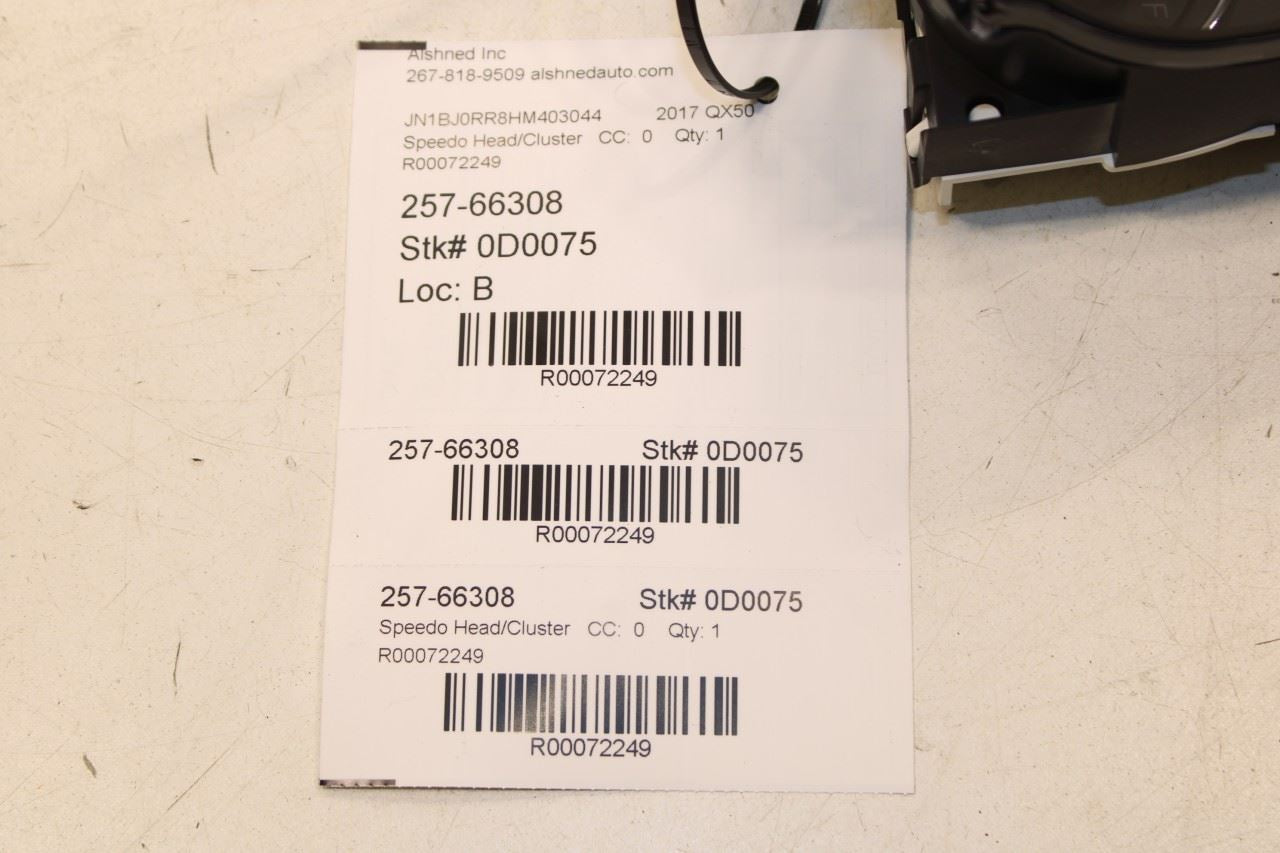 Alshned Inc
267-818-9509 alshnedauto.com
JN1BJ0RR8HM403044 2017 QX50
Speedo Head/Cluster CC: 0 Qty: 1
R00072249
257-66308
Stk# 0D0075
Loc: B
R00072249
257-66308 Stk# 0D0075
R00072249
257-66308 Stk# 0D0075
Speedo Head/Cluster CC: 0 Qty: 1
R00072249
R00072249
F